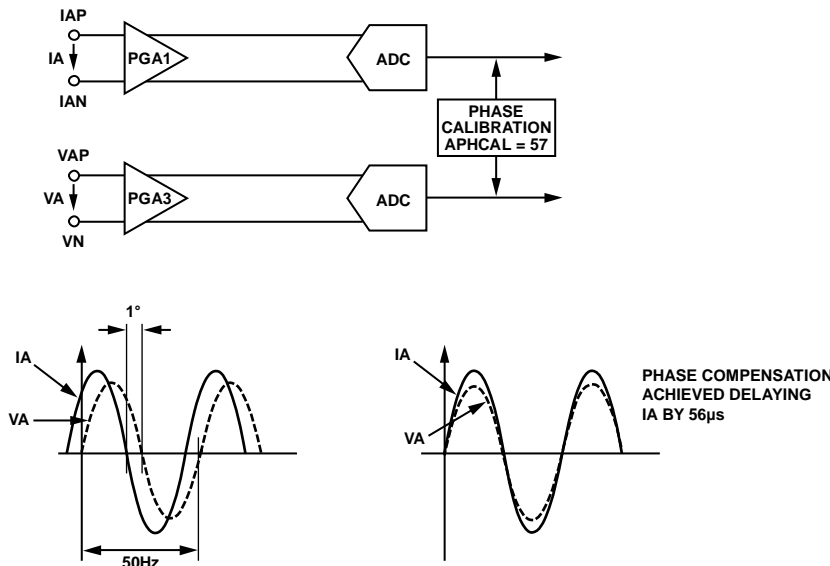 IAP
IA
IAN
PGA1
ADC
PHASE
CALIBRATION
APHCAL = 57
VAP
VA
VN
PGA3
ADC
1°
IA
VA
50Hz
IA
VA
PHASE COMPENSATION
ACHIEVED DELAYING
IA BY 56µs